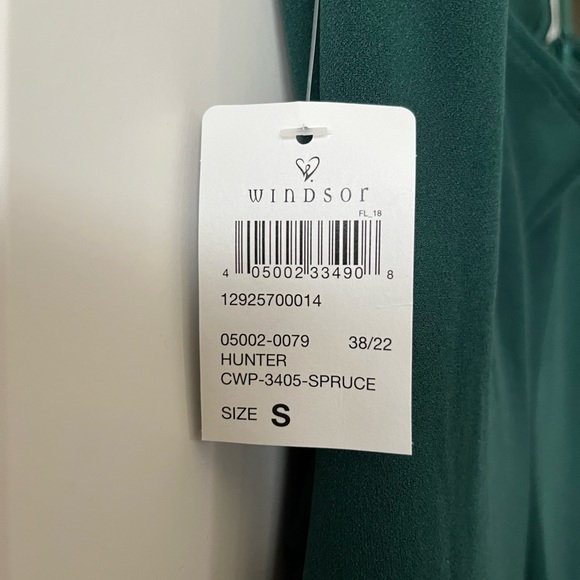 WINDSOR
FL_18
4 05002 33490 8
12925700014
05002-0079 38/22
HUNTER
CWP-3405-SPRUCE
SIZE S